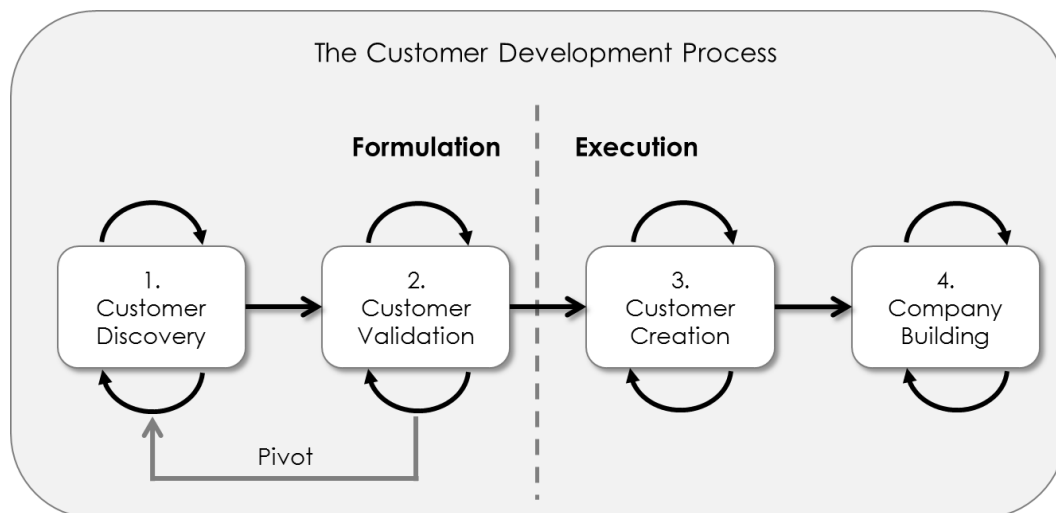 The Customer Development Process
Formulation
Execution
1.
Customer
Discovery
2.
Customer
Validation
3.
Customer
Creation
4.
Company
Building
Pivot